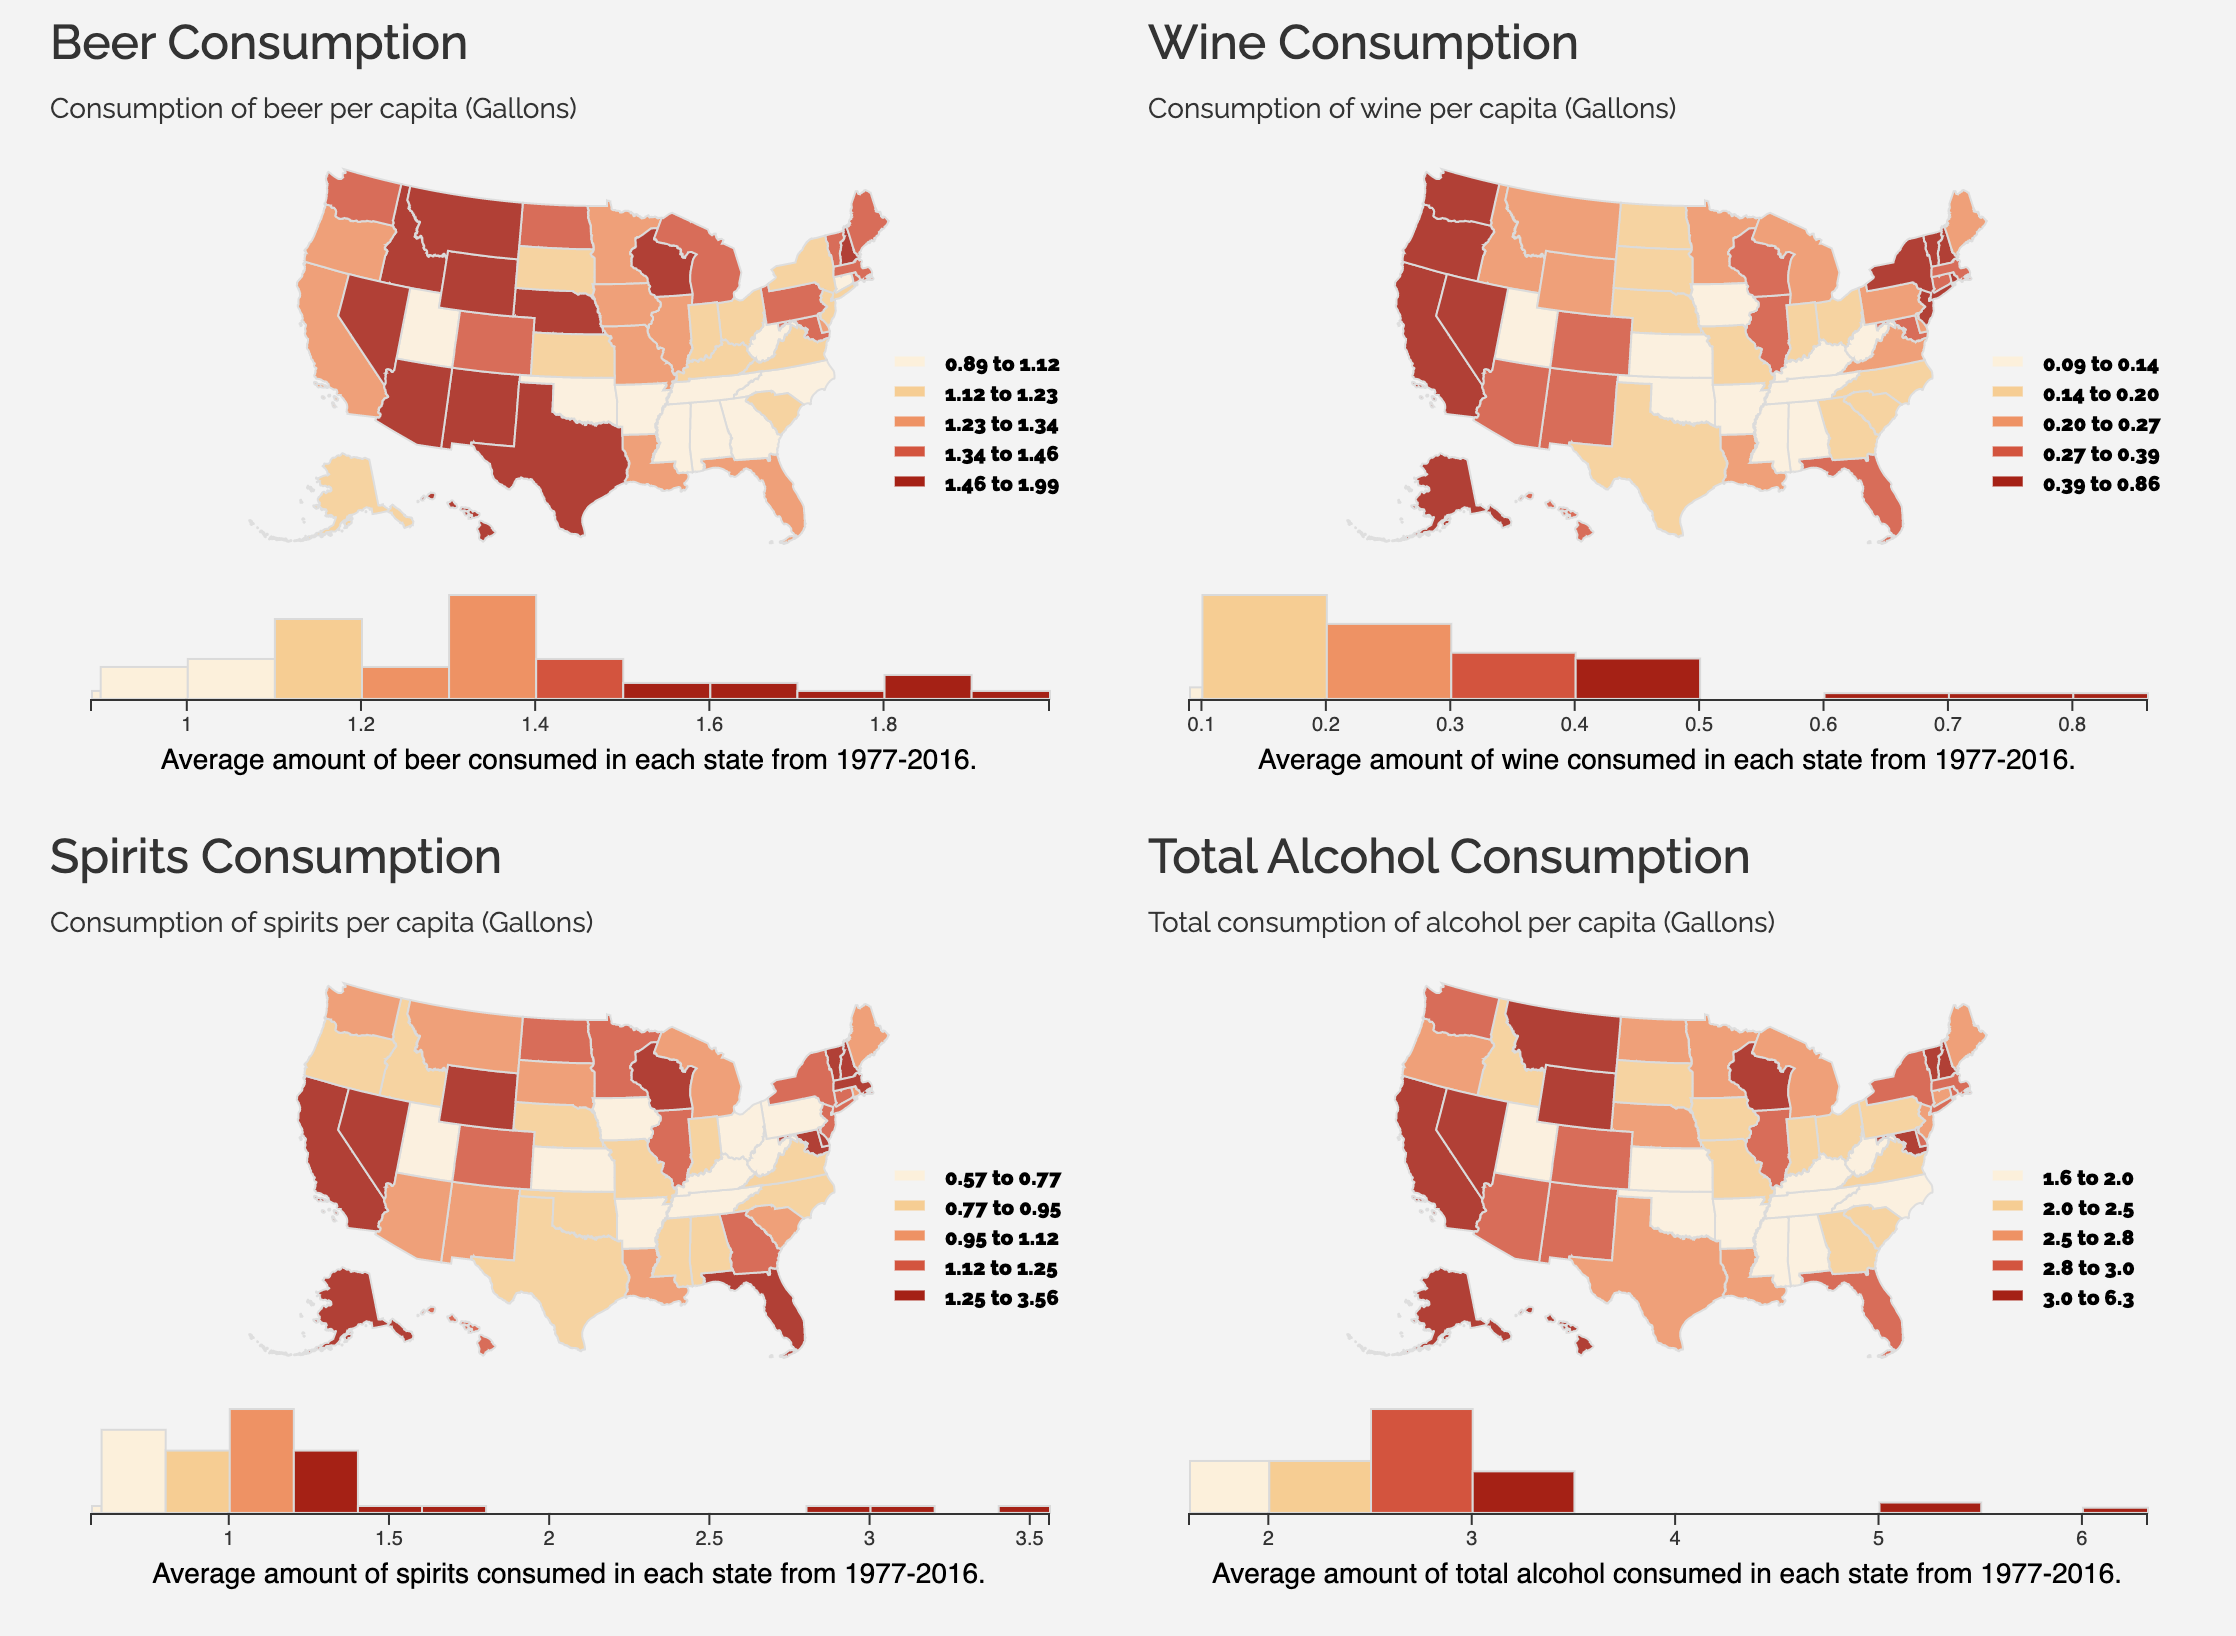 Beer Consumption
Consumption of beer per capita (Gallons)
0.89 to 1.12
1.12 to 1.23
1.23 to 1.34
1.34 to 1.46
1.46 to 1.99
1 1.2 1.4 1.6 1.8
Average amount of beer consumed in each state from 1977-2016.
Wine Consumption
Consumption of wine per capita (Gallons)
0.09 to 0.14
0.14 to 0.20
0.20 to 0.27
0.27 to 0.39
0.39 to 0.86
0.1 0.2 0.3 0.4 0.5 0.6 0.7 0.8
Average amount of wine consumed in each state from 1977-2016.
Spirits Consumption
Consumption of spirits per capita (Gallons)
0.57 to 0.77
0.77 to 0.95
0.95 to 1.12
1.12 to 1.25
1.25 to 3.56
1 1.5 2 2.5 3 3.5
Average amount of spirits consumed in each state from 1977-2016.
Total Alcohol Consumption
Total consumption of alcohol per capita (Gallons)
1.6 to 2.0
2.0 to 2.5
2.5 to 2.8
2.8 to 3.0
3.0 to 6.3
2 3 4 5 6
Average amount of total alcohol consumed in each state from 1977-2016.